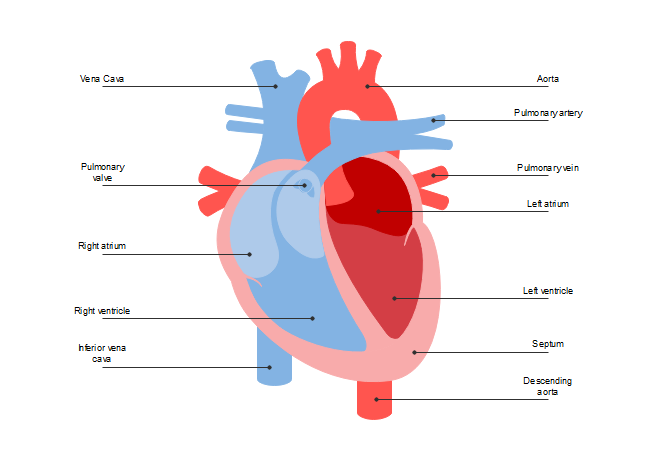 Vena Cava
Aorta
Pulmonary artery
Pulmonary
valve
Pulmonary vein
Left atrium
Right atrium
Left ventricle
Right ventricle
Septum
Inferior vena
cava
Descending
aorta